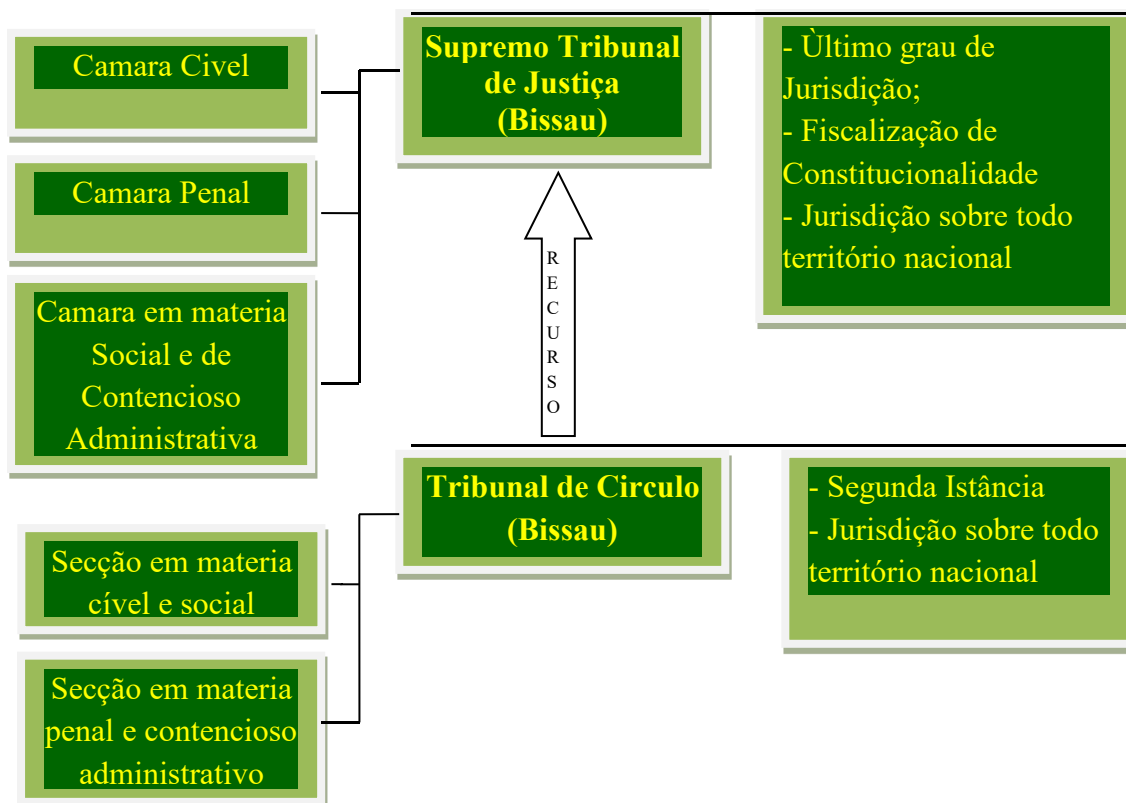 Camara Civel
Camara Penal
Camara em materia
Social e de
Contencioso
Administrativa
Supremo Tribunal
de Justiça
(Bissau)
- Ùltimo grau de
Jurisdição;
- Fiscalização de
Constitucionalidade
- Jurisdição sobre todo
território nacional
R
E
C
U
R
S
O
Tribunal de Circulo
(Bissau)
- Segunda Istância
- Jurisdição sobre todo
território nacional
Secção em materia
cível e social
Secção em materia
penal e contencioso
administrativo